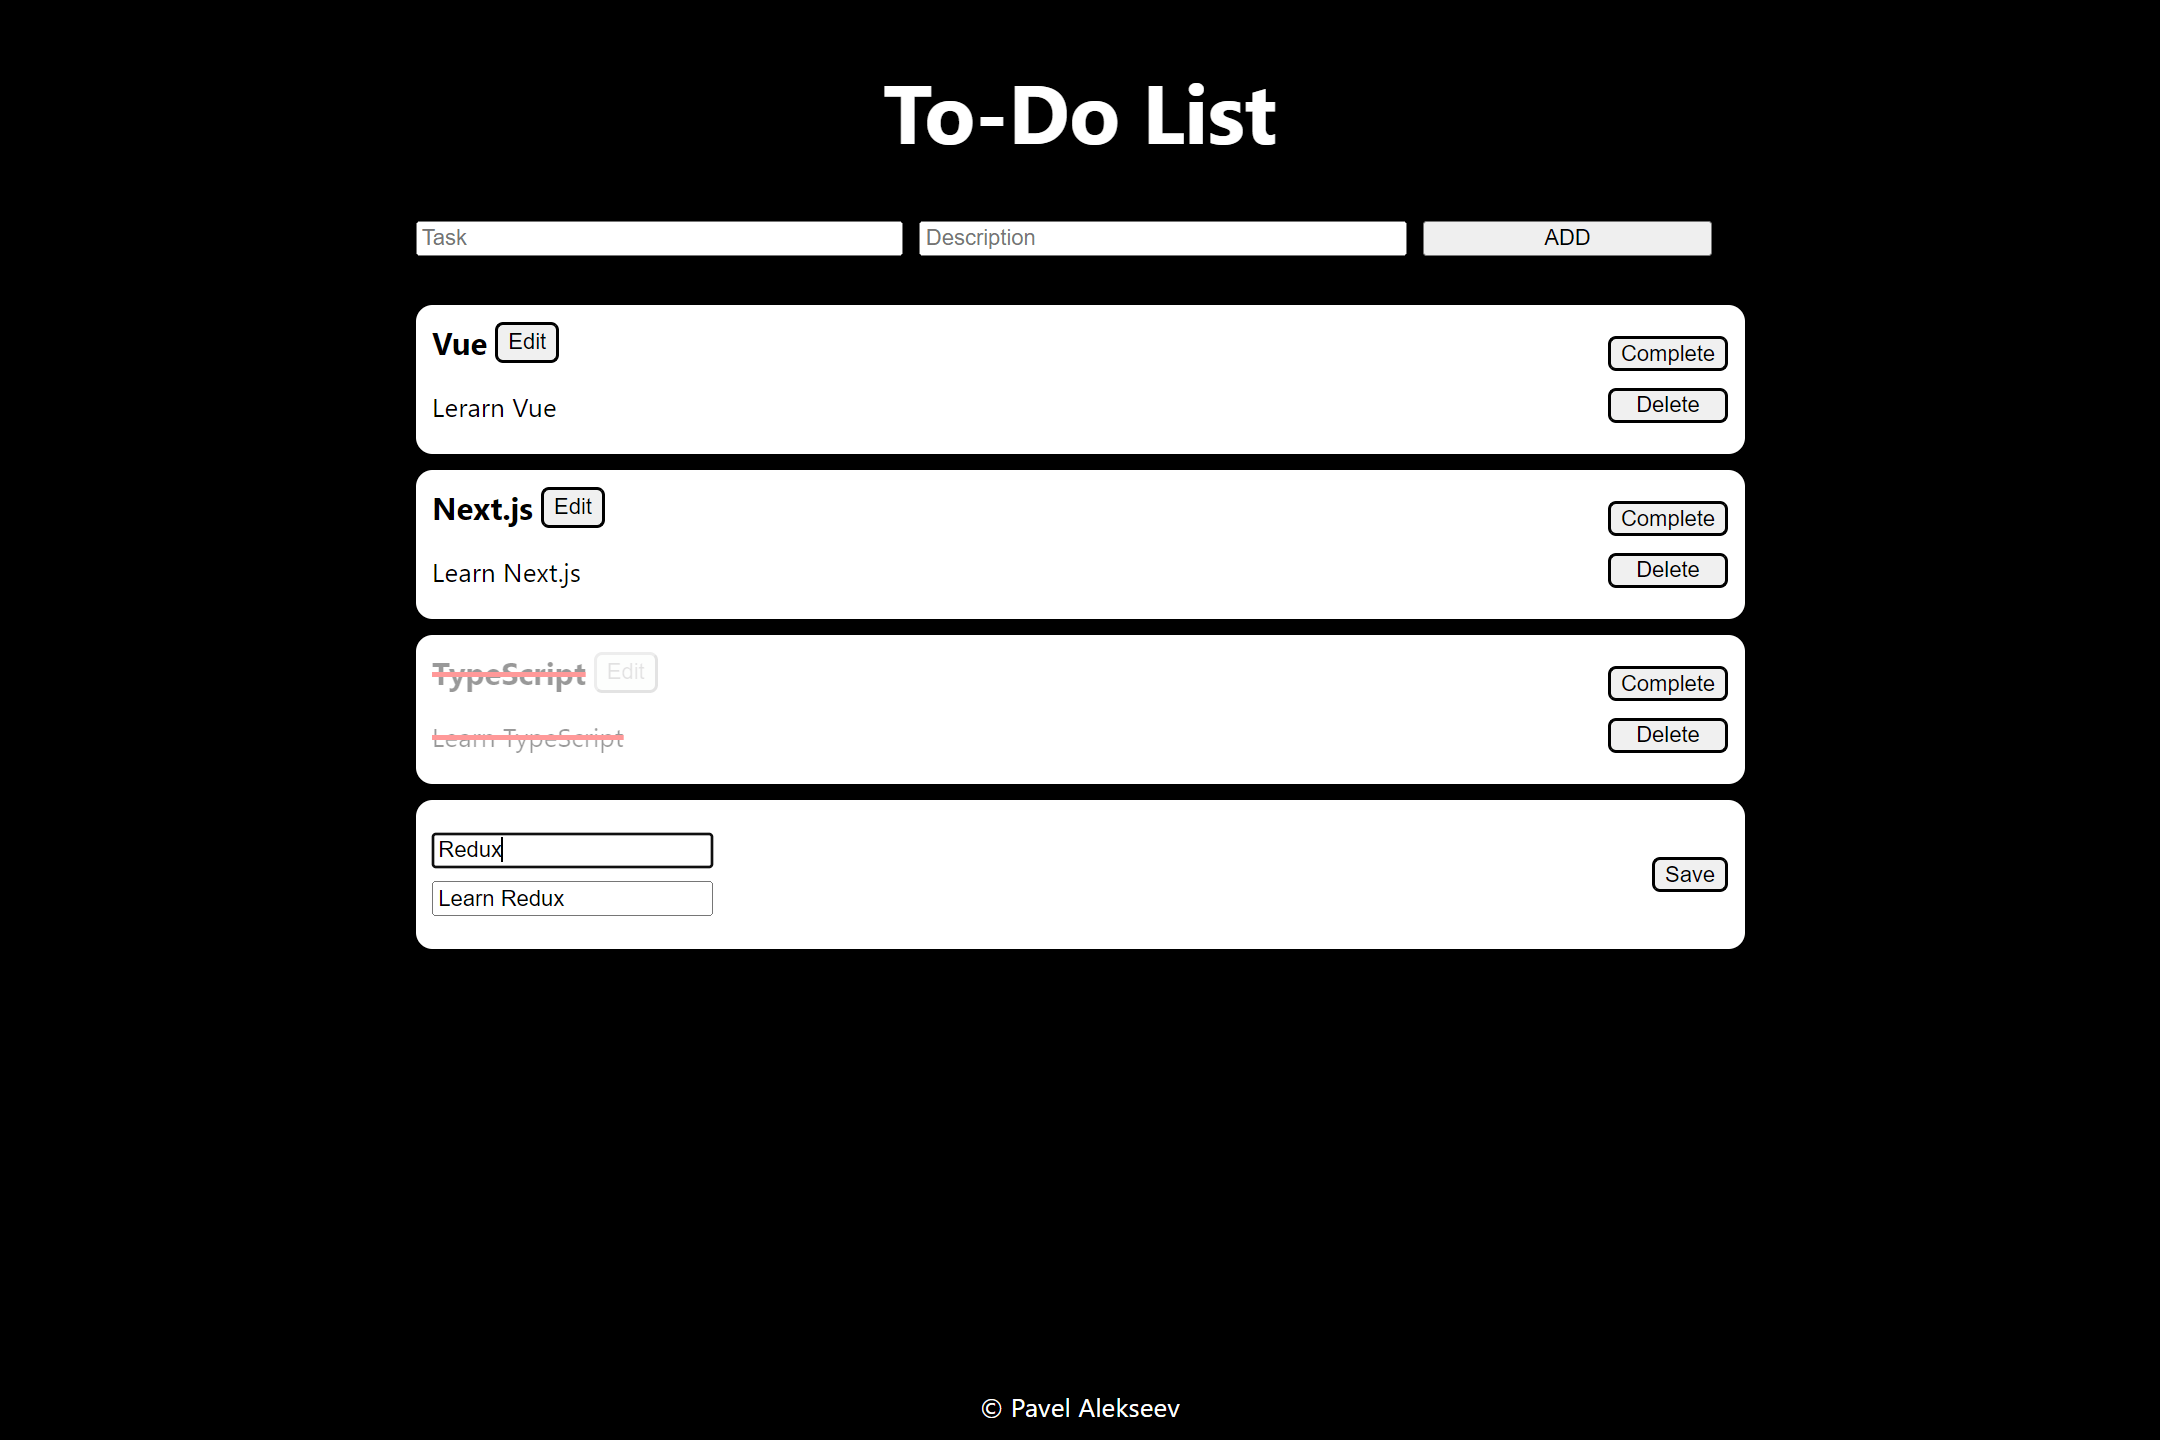 To-Do List
Task Description ADD
Vue Edit
Complete
Lerarn Vue
Delete
Next.js Edit
Complete
Learn Next.js
Delete
TypeScript Edit
Complete
Learn TypeScript
Delete
Redux
Learn Redux
Save
© Pavel Alekseev